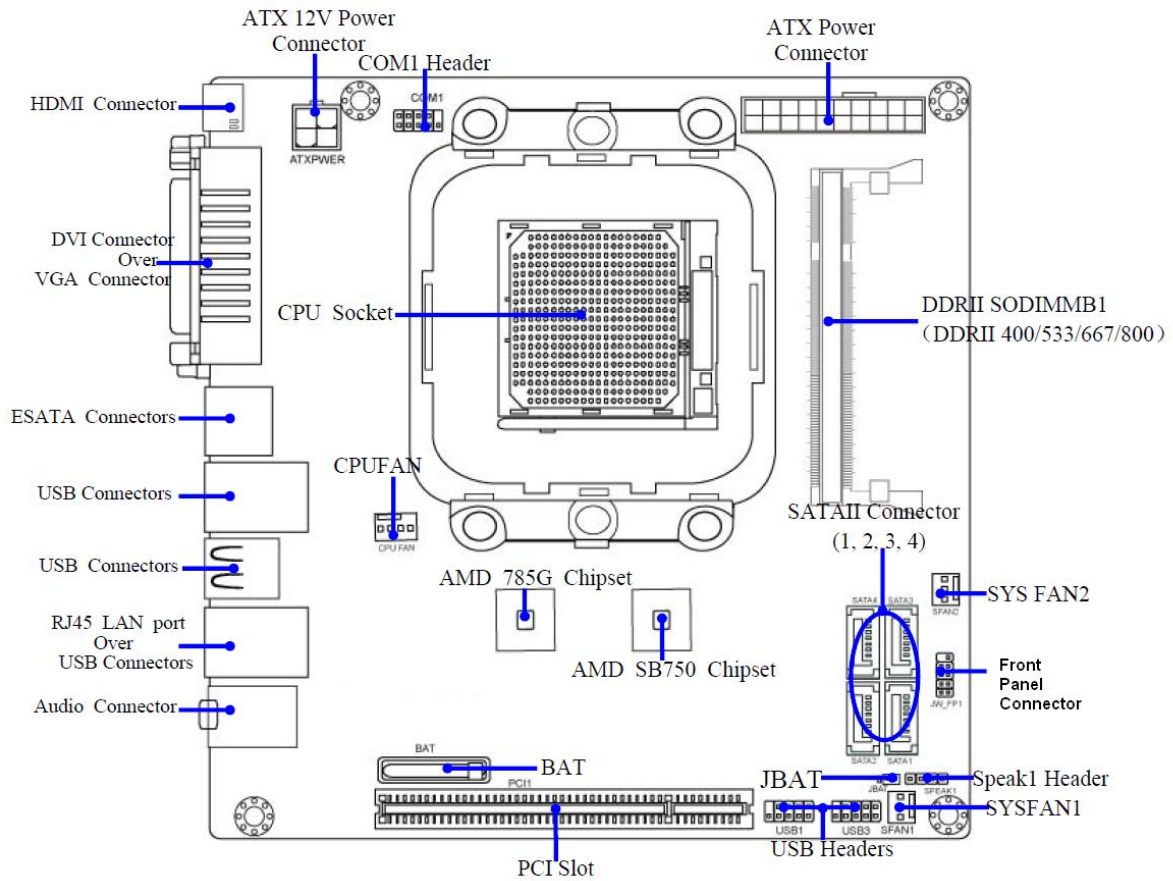 ATX 12V Power
Connector
COM1 Header
ATX Power
Connector
HDMI Connector
COM1
ATXPWER
DVI Connector
Over
VGA Connector
CPU Socket
DDRII SODIMMB1
(DDRII 400/533/667/800)
ESATA Connectors
CPUFAN
USB Connectors
SATAII Connector
(1, 2, 3, 4)
CPU FAN
USB Connectors
AMD 785G Chipset
SYS FAN2
SATA4
SATA3
SFAN2
RJ45 LAN port
Over
USB Connectors
AMD SB750 Chipset
Front
Panel
Connector
JW_FP1
Audio Connector
SATA2
SATA1
BAT
BAT
JBAT
Speak1 Header
PCI1
JBAT
SPEAK1
SYSFAN1
USB1
USB3
SFAN1
USB Headers
PCI Slot